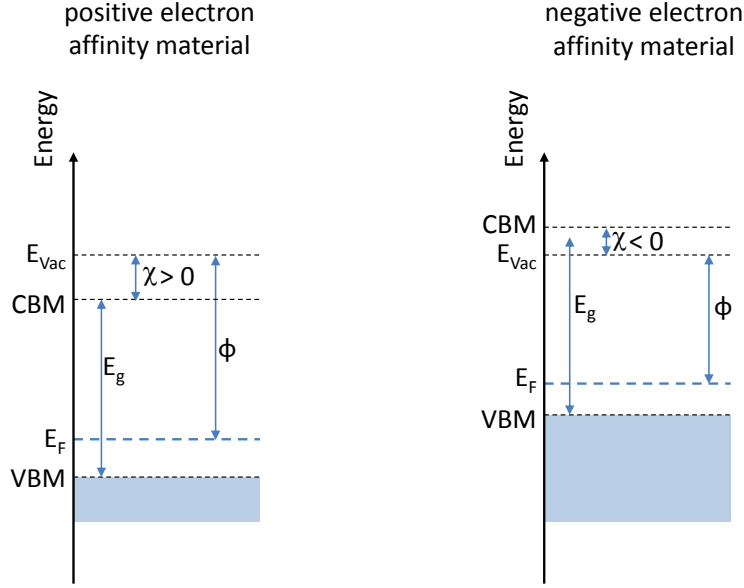 positive electron
affinity material
Energy
E_Vac
χ > 0
CBM
E_g
ϕ
E_F
VBM
negative electron
affinity material
Energy
CBM
χ < 0
E_Vac
E_g
ϕ
E_F
VBM